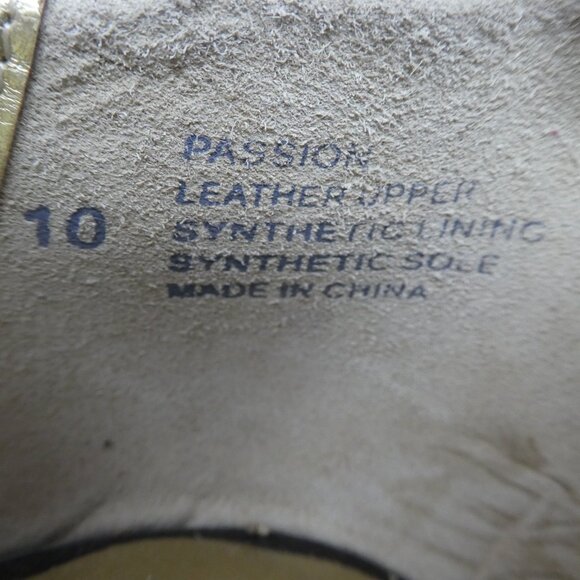 PASSION
LEATHER UPPER
10 SYNTHETIC LINING
SYNTHETIC SOLE
MADE IN CHINA